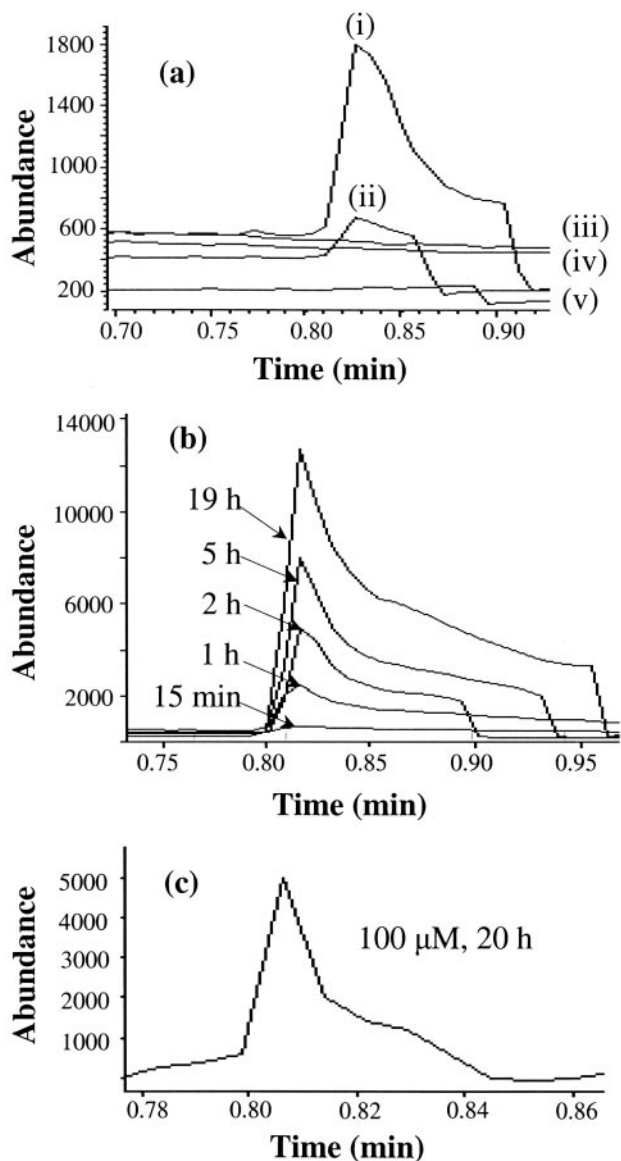 (a)
(i)
(ii)
(iii)
(iv)
(v)
Abundance
1800
1400
1000
600
200
0.70
0.75
0.80
0.85
0.90
Time (min)
(b)
19 h
5 h
2 h
1 h
15 min
Abundance
14000
10000
6000
2000
0.75
0.80
0.85
0.90
0.95
Time (min)
(c)
100 μM, 20 h
Abundance
5000
4000
3000
2000
1000
0.78
0.80
0.82
0.84
0.86
Time (min)